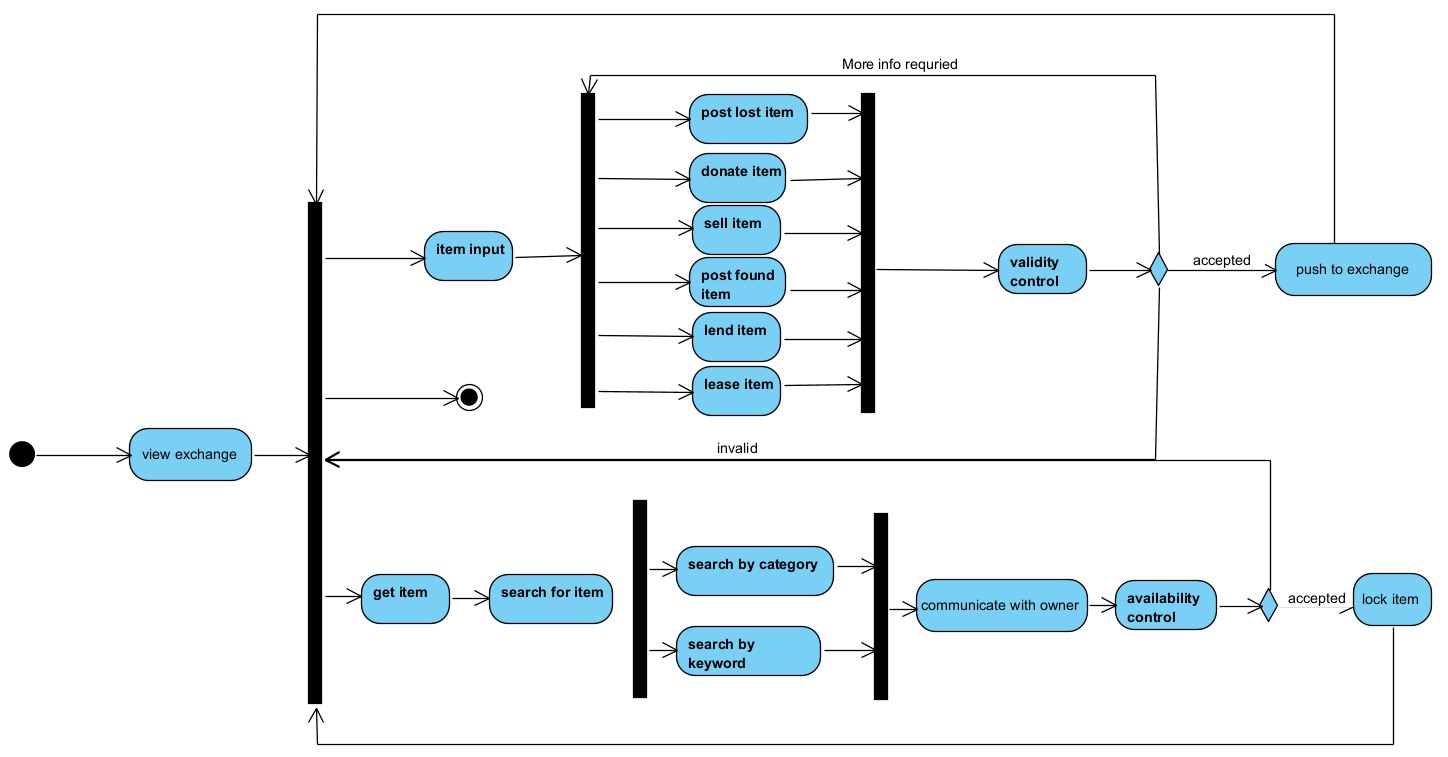 More info requried
post lost item
donate item
sell item
item input
post found
item
validity
control
accepted
push to exchange
lend item
lease item
view exchange
invalid
get item
search for item
search by category
search by
keyword
communicate with owner
availability
control
accepted
lock item